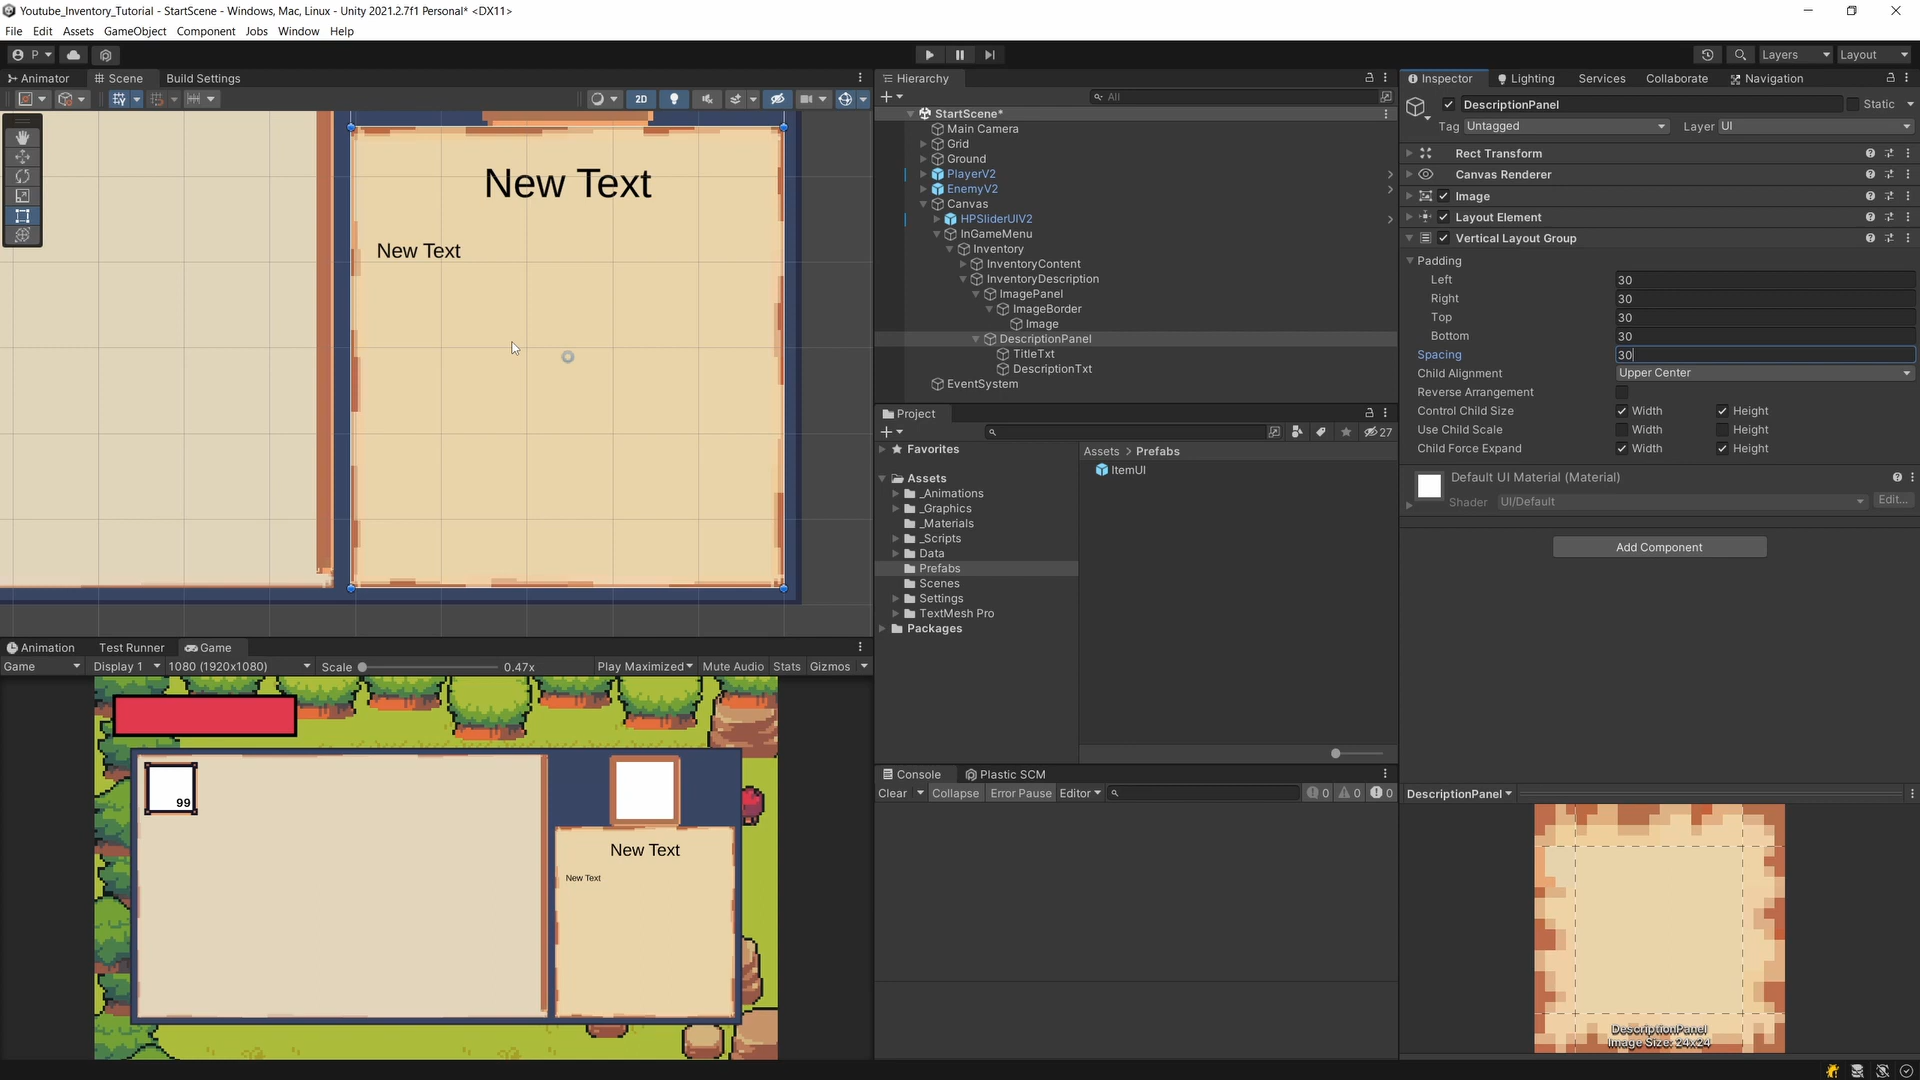 Youtube_Inventory_Tutorial - StartScene - Windows, Mac, Linux - Unity 2021.2.7f1 Personal* <DX11>
File Edit Assets GameObject Component Jobs Window Help
P
Layers Layout
Animator Scene Build Settings
2D
New Text
New Text
Animation Test Runner Game
Game Display 1 1080 (1920x1080) Scale 0.47x Play Maximized Mute Audio Stats Gizmos
99
New Text
New Text
Hierarchy
All
StartScene*
Main Camera
Grid
Ground
PlayerV2
EnemyV2
Canvas
HPSliderUIV2
InGameMenu
Inventory
InventoryContent
InventoryDescription
ImagePanel
ImageBorder
Image
DescriptionPanel
TitleTxt
DescriptionTxt
EventSystem
Project
27
Favorites
Assets
_Animations
_Graphics
_Materials
_Scripts
Data
Prefabs
Scenes
Settings
TextMesh Pro
Packages
Assets > Prefabs
ItemUI
Console Plastic SCM
Clear Collapse Error Pause Editor 0 0 0
Inspector Lighting Services Collaborate Navigation
DescriptionPanel Static
Tag Untagged Layer UI
Rect Transform
Canvas Renderer
Image
Layout Element
Vertical Layout Group
Padding
Left 30
Right 30
Top 30
Bottom 30
Spacing 30
Child Alignment Upper Center
Reverse Arrangement
Control Child Size Width Height
Use Child Scale Width Height
Child Force Expand Width Height
Default UI Material (Material)
Shader UI/Default Edit...
Add Component
DescriptionPanel
DescriptionPanel
Image Size: 24x24